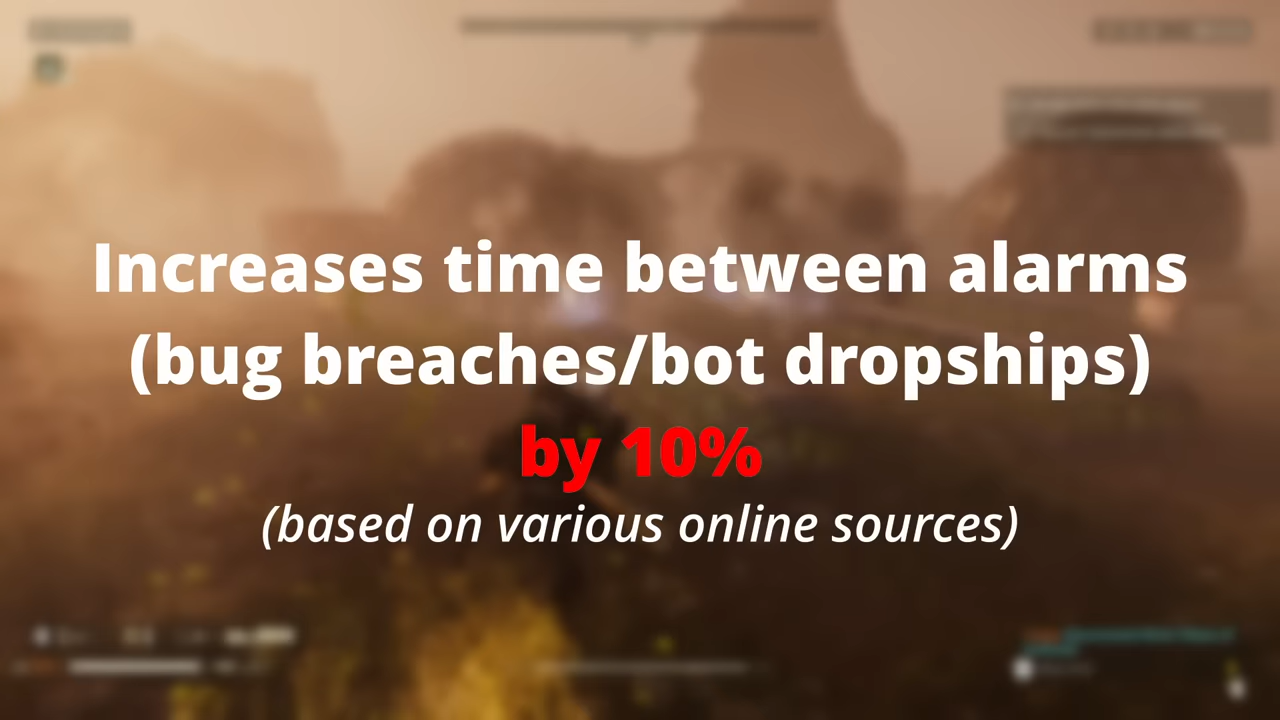 Increases time between alarms
(bug breaches/bot dropships)
by 10%
(based on various online sources)